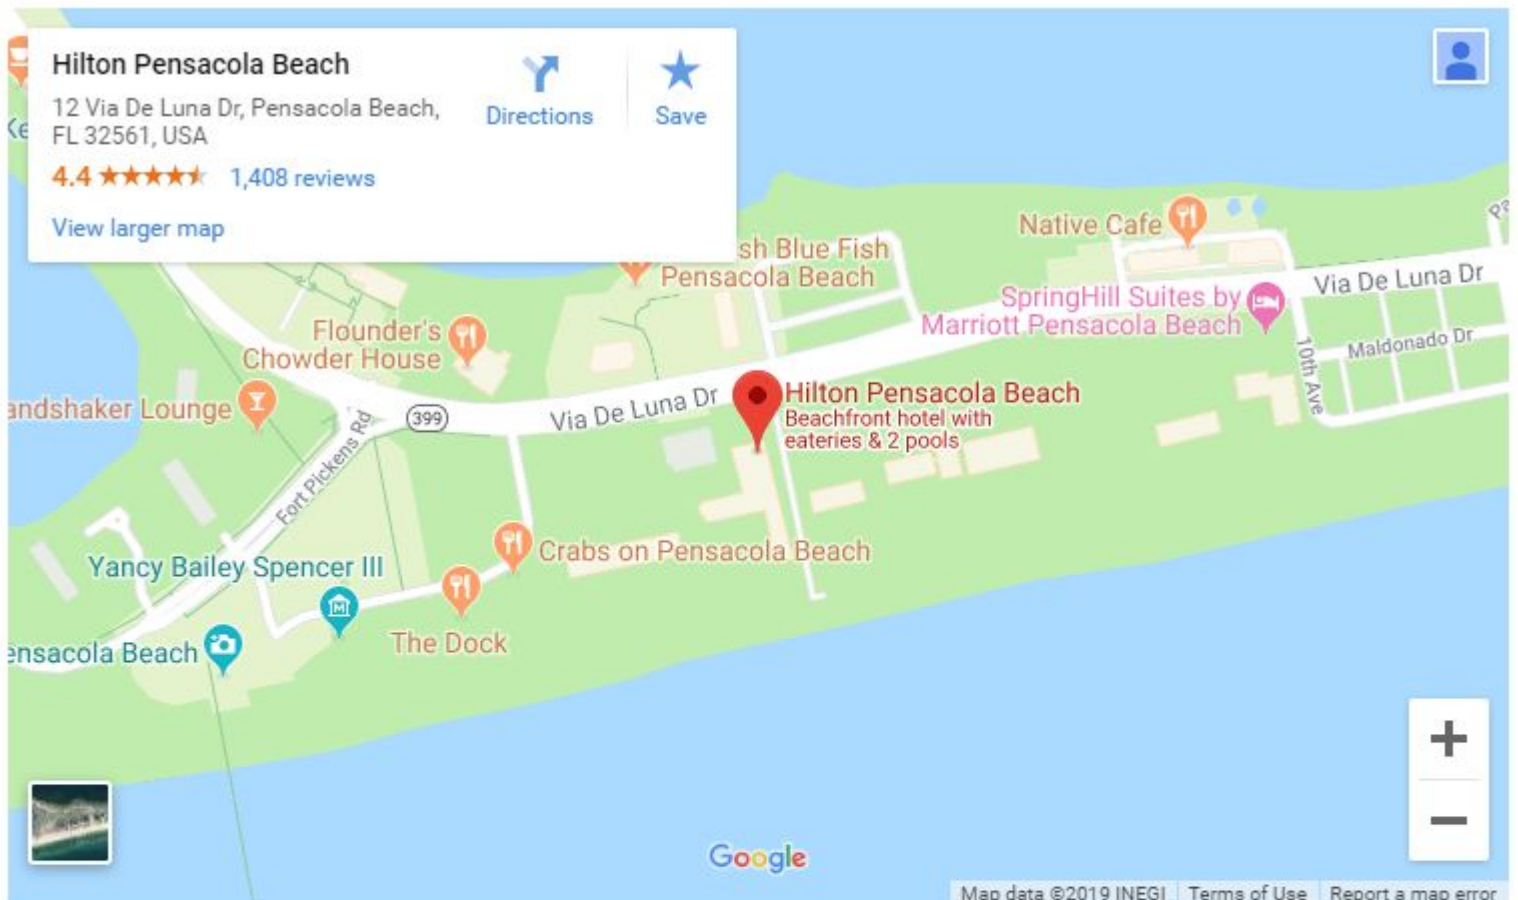 Hilton Pensacola Beach
12 Via De Luna Dr, Pensacola Beach,
FL 32561, USA
4.4
1,408 reviews
View larger map
Directions
Save
Ke
Native Cafe
sh Blue Fish
Pensacola Beach
Via De Luna Dr
SpringHill Suites by
Marriott Pensacola Beach
Flounder's
Chowder House
Maldonado Dr
10th Ave
Hilton Pensacola Beach
Beachfront hotel with
eateries & 2 pools
Via De Luna Dr
andshaker Lounge
399
Fort Pickens Rd
Crabs on Pensacola Beach
Yancy Bailey Spencer III
M
The Dock
ensacola Beach
Google
Map data ©2019 INEGI
Terms of Use
Report a map error